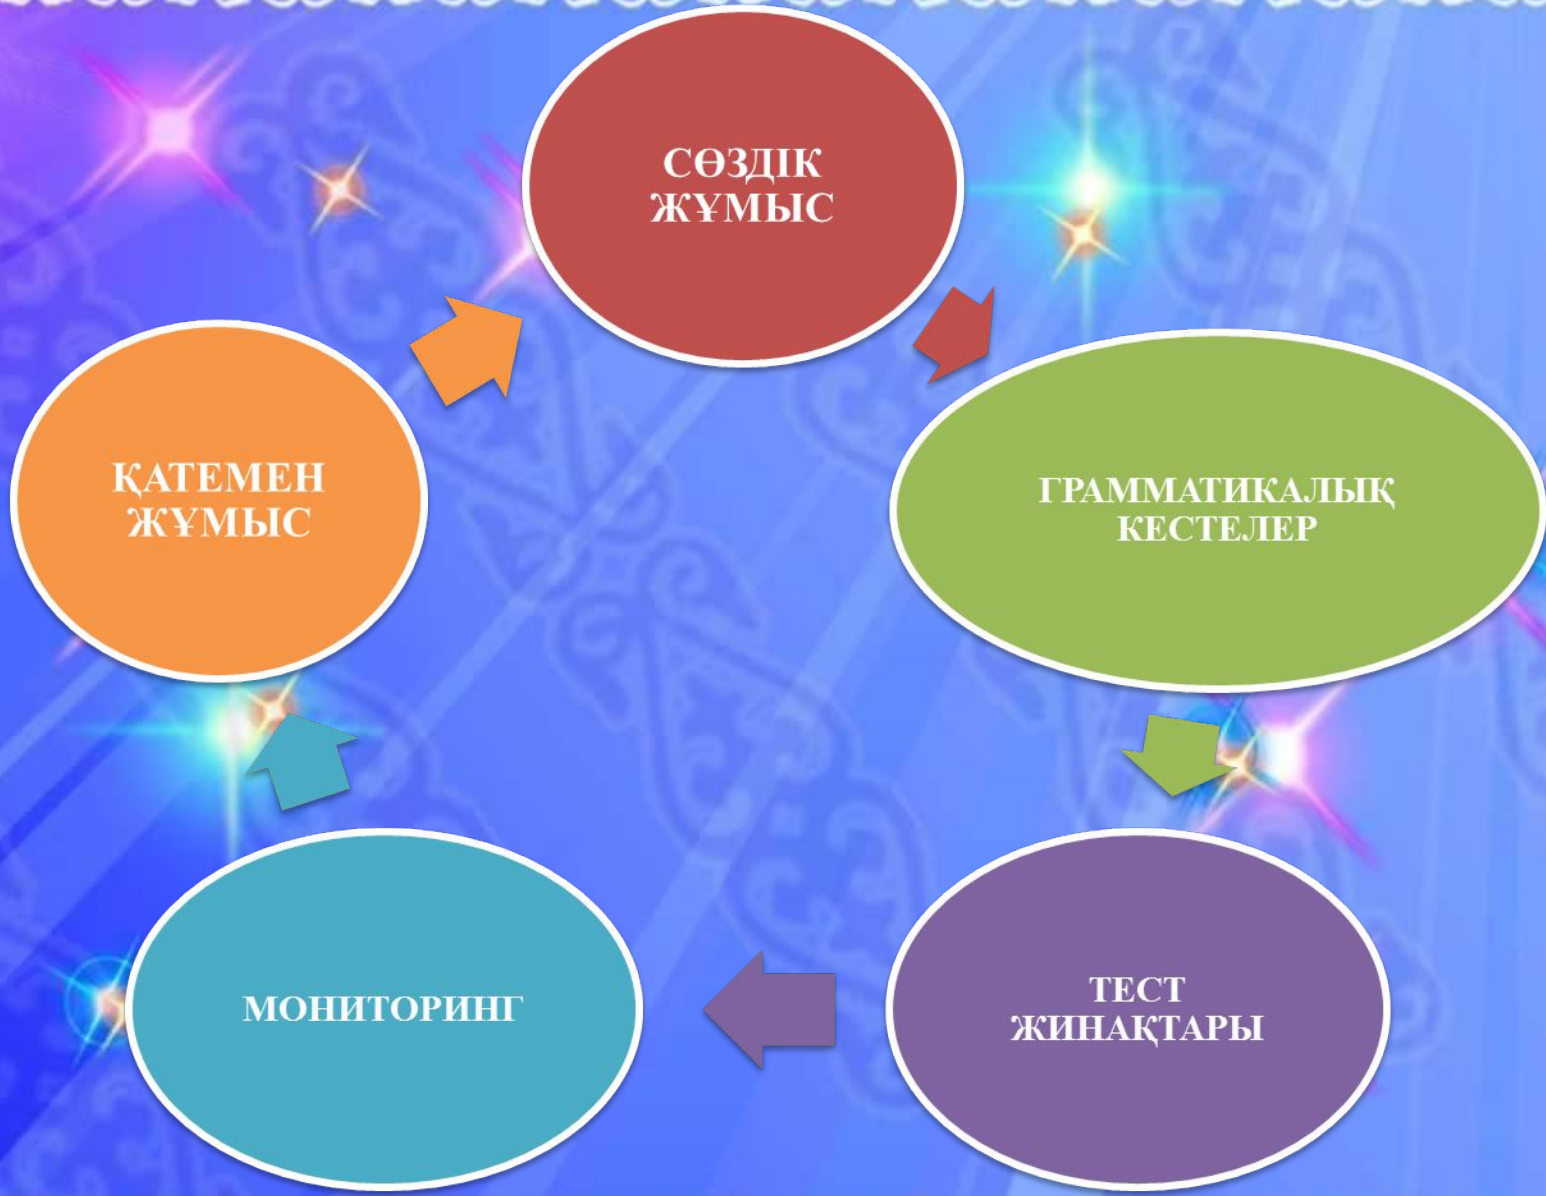 СӨЗДІК
ЖҰМЫС
ГРАММАТИКАЛЫҚ
КЕСТЕЛЕР
ТЕСТ
ЖИНАҚТАРЫ
МОНИТОРИНГ
ҚАТЕМЕН
ЖҰМЫС